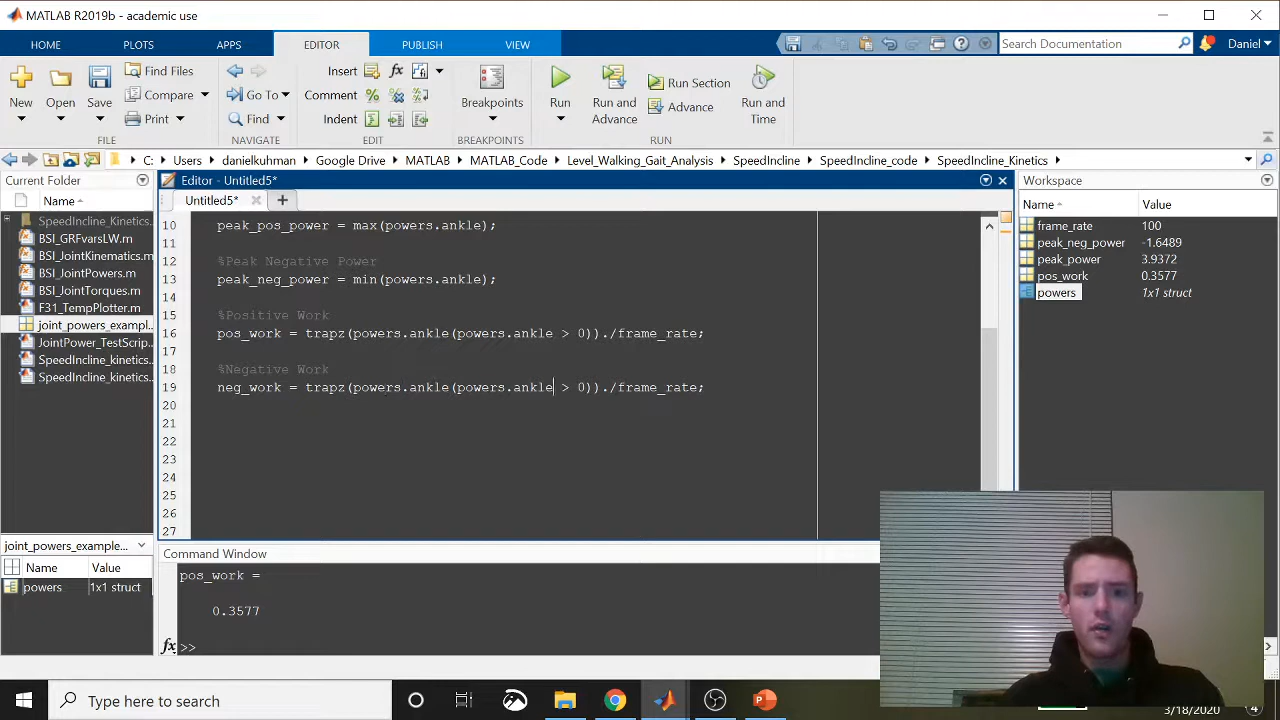 MATLAB R2019b - academic use
HOME
PLOTS
APPS
EDITOR
PUBLISH
VIEW
Search Documentation
Daniel
New
Open
Save
Find Files
Compare
Print
FILE
Go To
Find
NAVIGATE
Insert
fx
Comment
%
Indent
EDIT
Breakpoints
BREAKPOINTS
Run
Run and Advance
Run Section
Advance
Run and Time
RUN
C:
Users
danielkuhman
Google Drive
MATLAB
MATLAB_Code
Level_Walking_Gait_Analysis
SpeedIncline
SpeedIncline_code
SpeedIncline_Kinetics
Current Folder
Name
SpeedIncline_Kinetics.
BSI_GRFvarsLW.m
BSI_JointKinematics.m
BSI_JointPowers.m
BSI_JointTorques.m
F31_TempPlotter.m
joint_powers_exampl...
JointPower_TestScrip...
SpeedIncline_kinetics...
SpeedIncline_kinetics...
joint_powers_example...
Name Value
powers 1x1 struct
Editor - Untitled5*
Untitled5*
10 peak_pos_power = max(powers.ankle);
11
12 %Peak Negative Power
13 peak_neg_power = min(powers.ankle);
14
15 %Positive Work
16 pos_work = trapz(powers.ankle(powers.ankle > 0))./frame_rate;
17
18 %Negative Work
19 neg_work = trapz(powers.ankle(powers.ankle > 0))./frame_rate;
20
21
22
23
24
25
26
27
Command Window
pos_work =
0.3577
fx >>
Workspace
Name Value
frame_rate 100
peak_neg_power -1.6489
peak_power 3.9372
pos_work 0.3577
powers 1x1 struct
Type here to search
3/18/2020
4